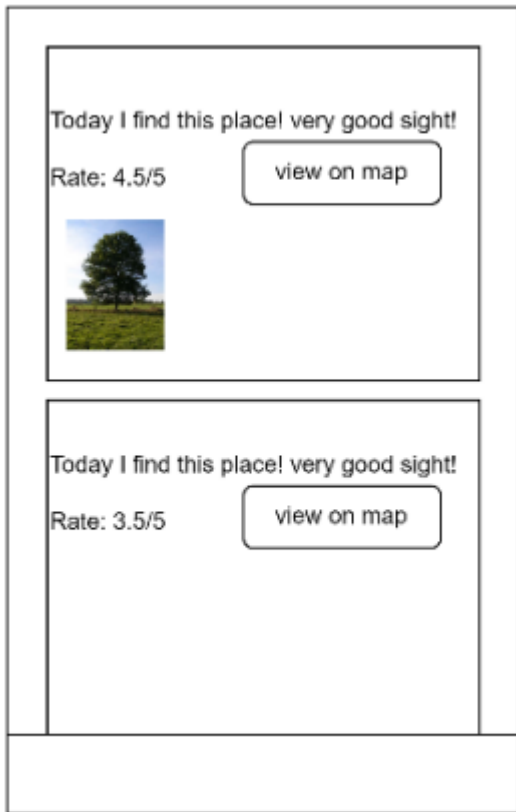 Today I find this place! very good sight!
Rate: 4.5/5
view on map
Today I find this place! very good sight!
Rate: 3.5/5
view on map